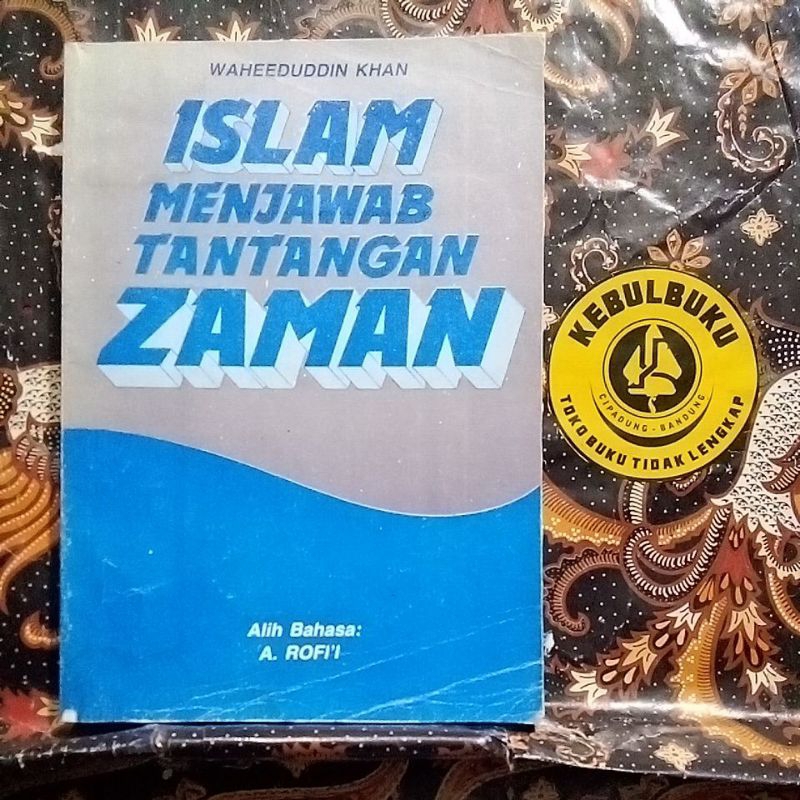 WAHEEDUDDIN KHAN
ISLAM
MENJAWAB
TANTANGAN
ZAMAN
Alih Bahasa:
A. ROFI'I
KEBULBUKU
CIPADUNG - BANDUNG
TOKO BUKU TIDAK LENGKAP